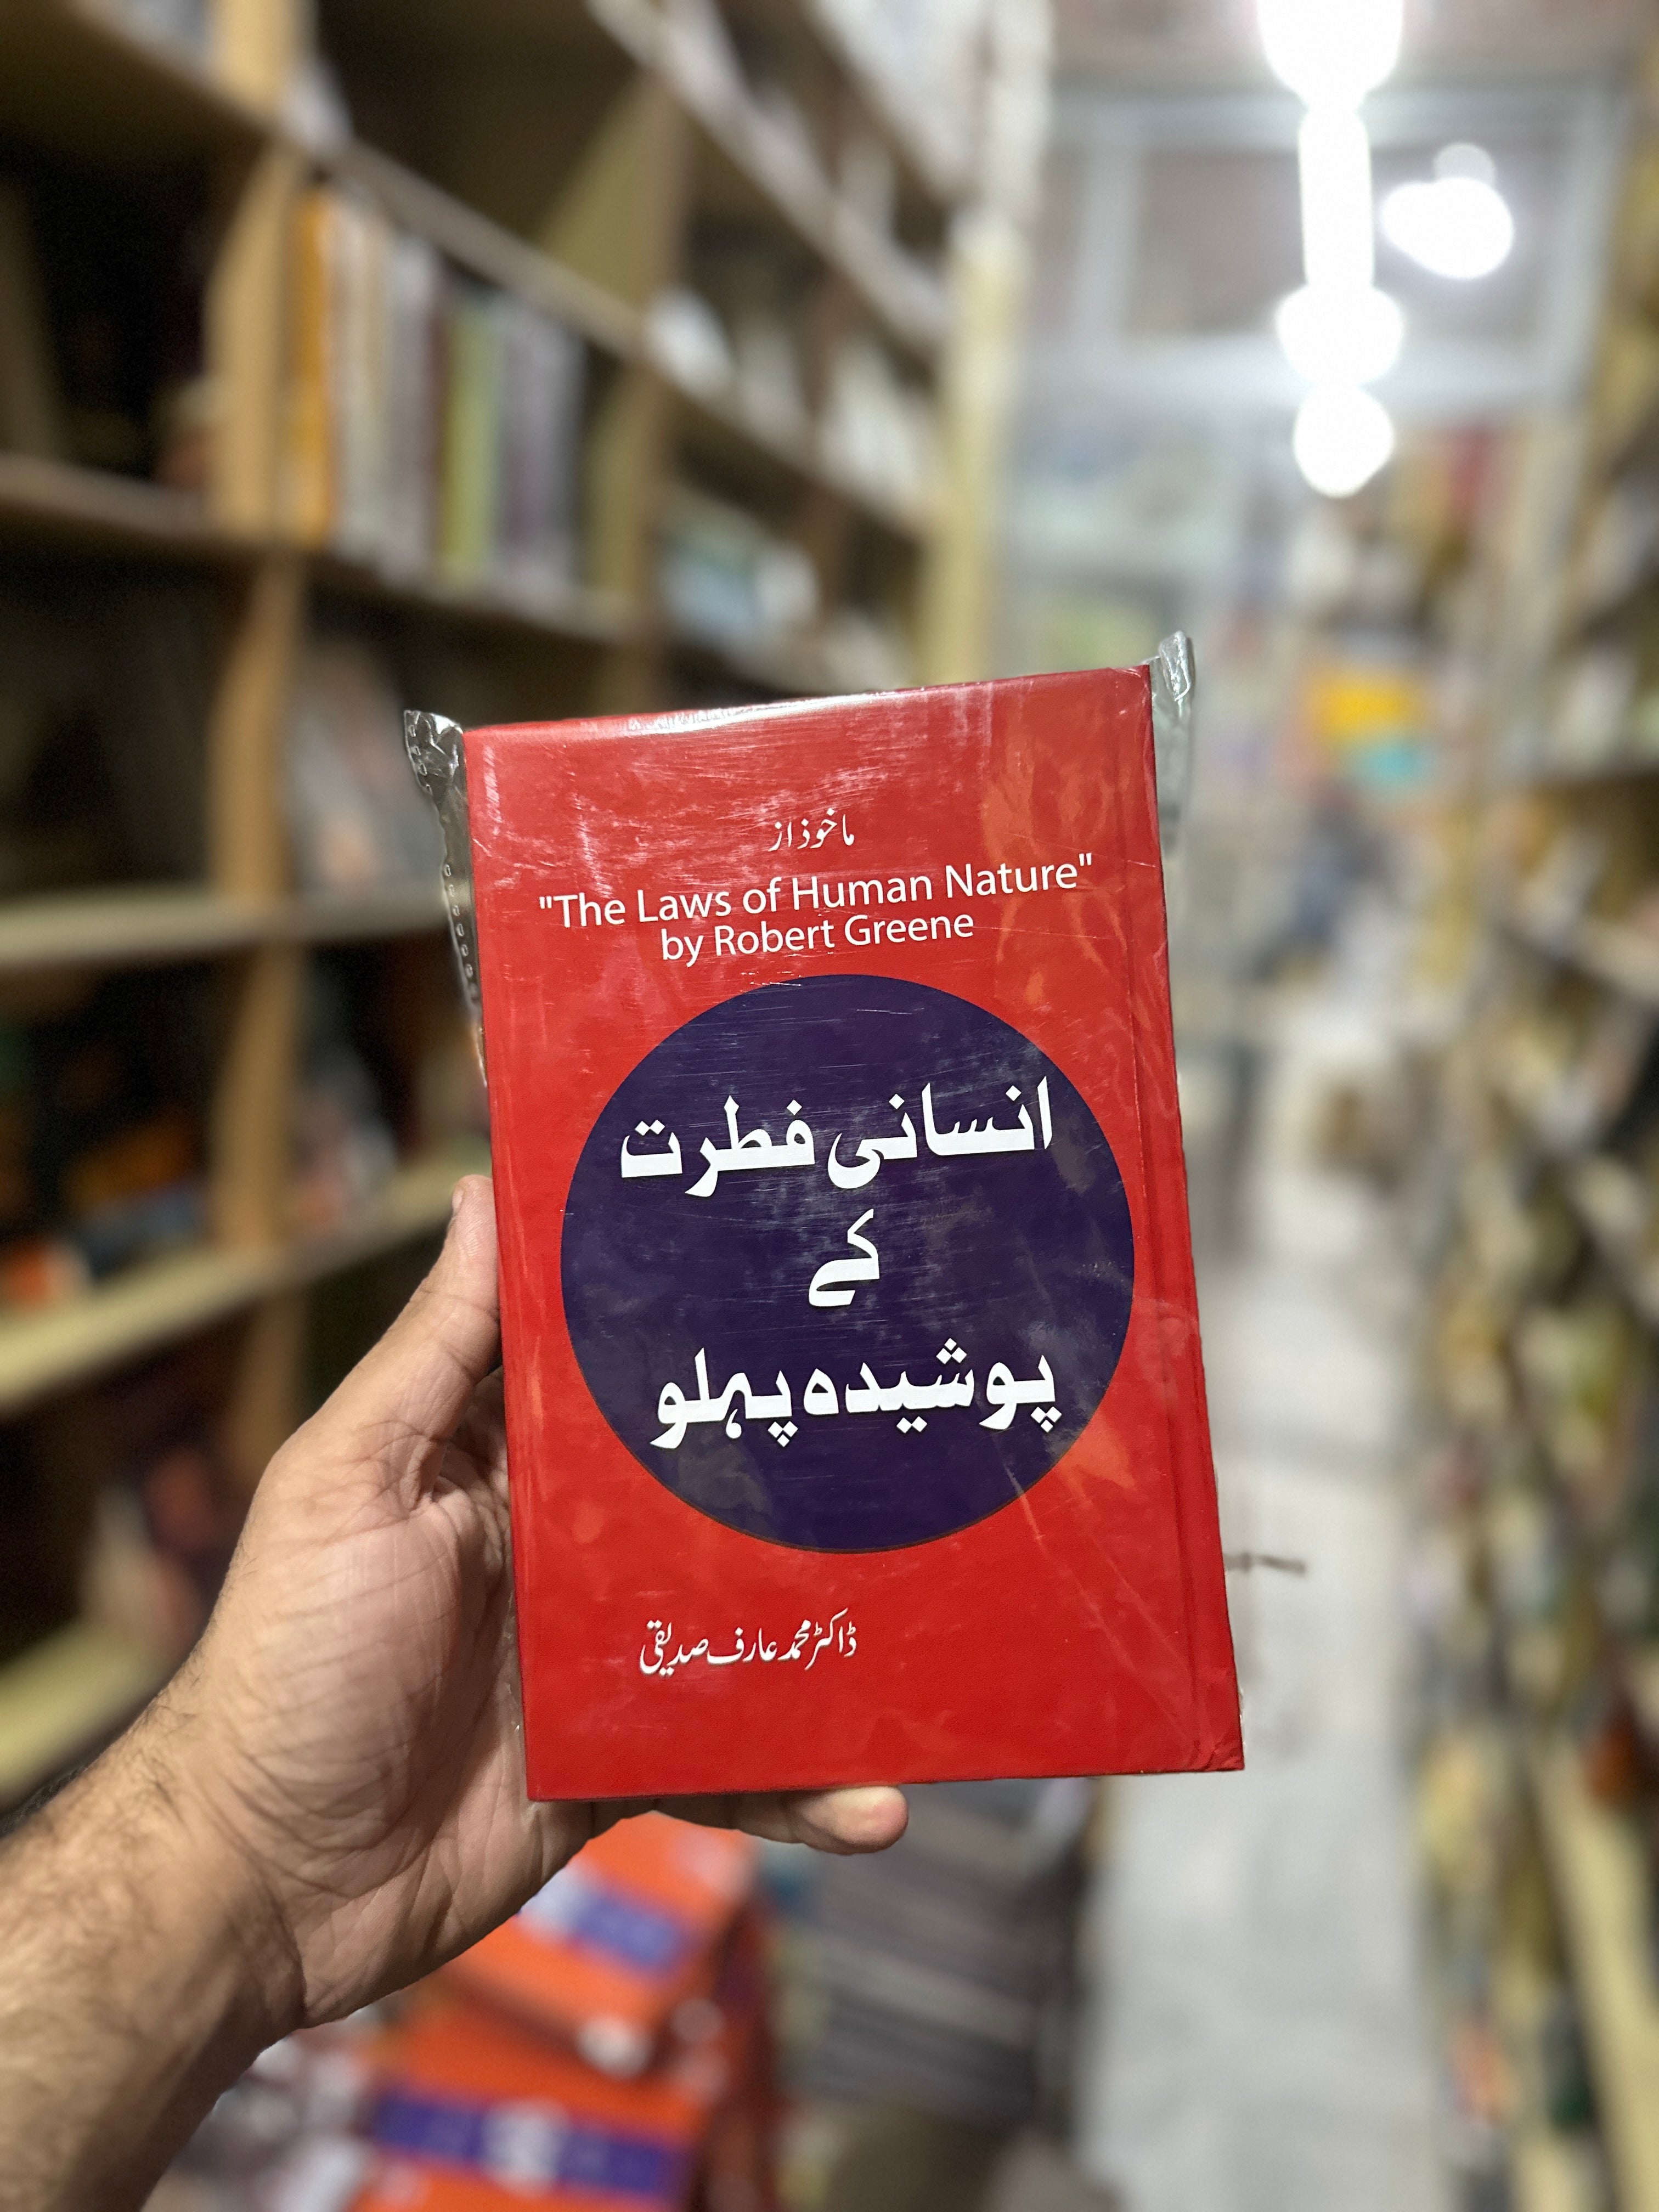 ماخوذ از
"The Laws of Human Nature"
by Robert Greene
انسانی فطرت
کے
پوشیدہ پہلو
ڈاکٹر محمد عارف صدیقی